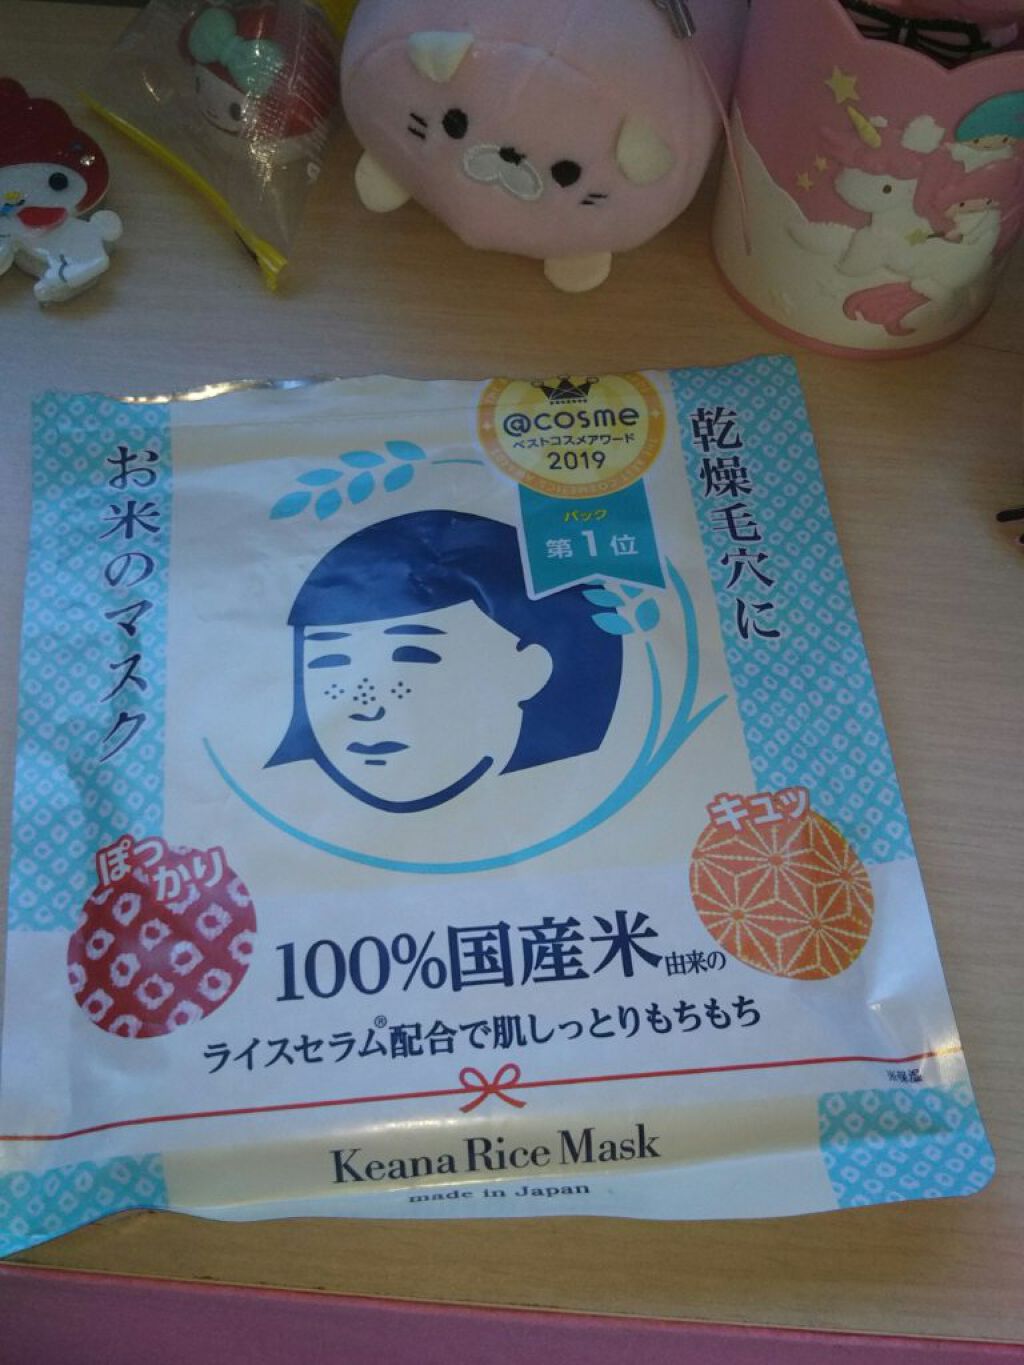 @cosme
ベストコスメアワード
2019
パック
第1位
乾燥毛穴に
お米のマスク
ぽっかり
キュッ
100%国産米由来の
ライスセラム®配合で肌しっとりもちもち
※保湿
Keana Rice Mask
made in Japan